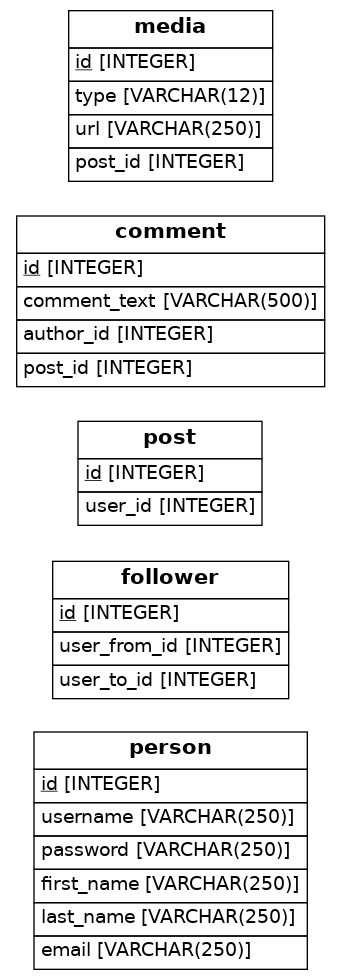 media
id [INTEGER]
type [VARCHAR(12)]
url [VARCHAR(250)]
post_id [INTEGER]
comment
id [INTEGER]
comment_text [VARCHAR(500)]
author_id [INTEGER]
post_id [INTEGER]
post
id [INTEGER]
user_id [INTEGER]
follower
id [INTEGER]
user_from_id [INTEGER]
user_to_id [INTEGER]
person
id [INTEGER]
username [VARCHAR(250)]
password [VARCHAR(250)]
first_name [VARCHAR(250)]
last_name [VARCHAR(250)]
email [VARCHAR(250)]